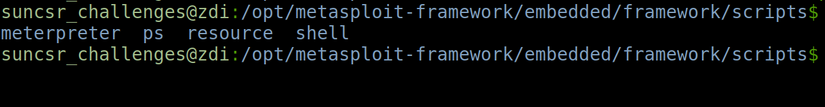 suncsr_challenges@zdi:/opt/metasploit-framework/embedded/framework/scripts$
meterpreter  ps  resource  shell
suncsr_challenges@zdi:/opt/metasploit-framework/embedded/framework/scripts$